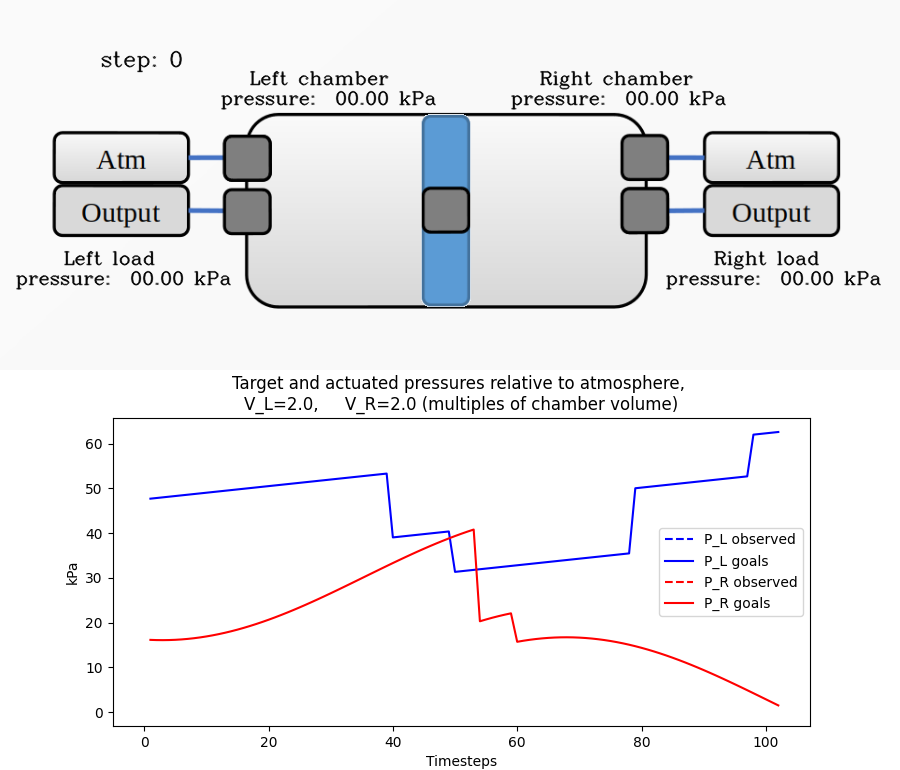 step: 0
Left chamber
pressure: 00.00 kPa
Right chamber
pressure: 00.00 kPa
Atm
Output
Atm
Output
Left load
pressure: 00.00 kPa
Right load
pressure: 00.00 kPa
Target and actuated pressures relative to atmosphere,
V_L=2.0, V_R=2.0 (multiples of chamber volume)
60
50
40
30
20
10
0
kPa
P_L observed
P_L goals
P_R observed
P_R goals
0 20 40 60 80 100
Timesteps